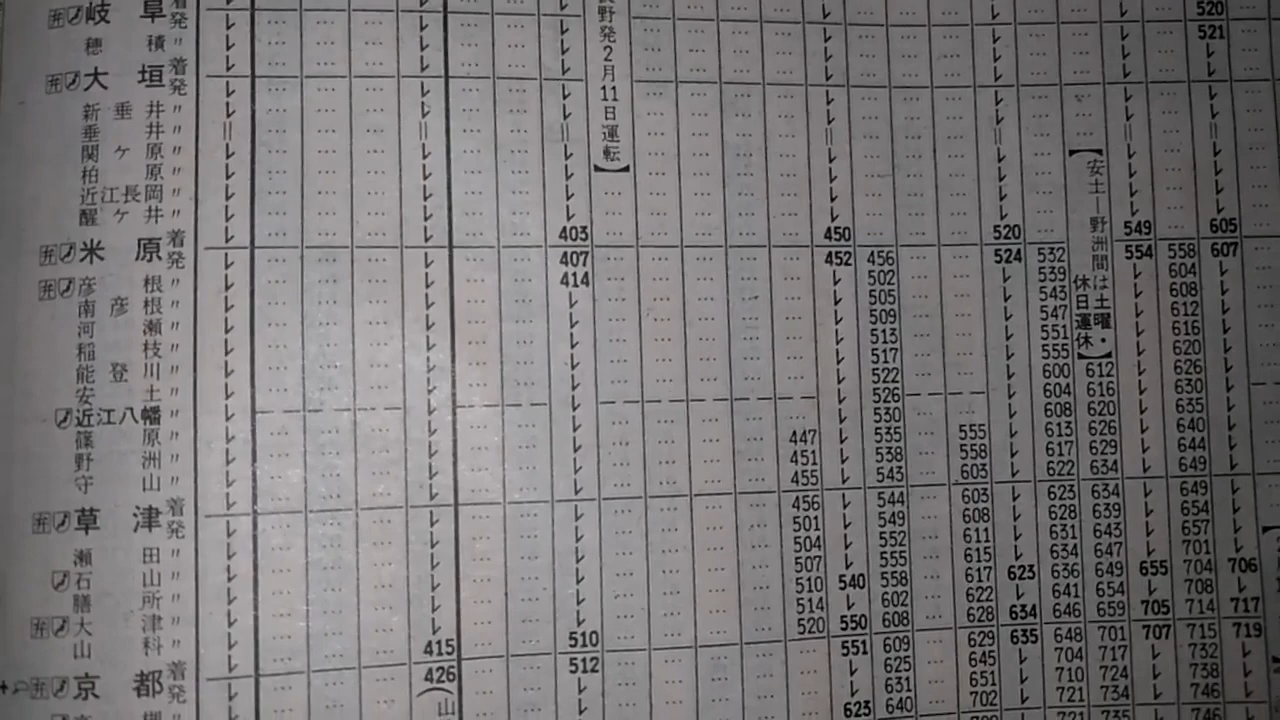 弁 岐阜 着 520
発 521
穂積 〃
弁 大垣 着
発
新垂井 〃
垂井 〃
関ヶ原 〃
柏原 〃
近江長岡 〃
醒ヶ井 〃
野発2月11日運転】
【安土―野洲間は土曜・休日運休】
弁 米原 着 403 450 520 549 605
発 407 452 456 524 532 554 558 607
弁 彦根 〃 414 502 539 604
南彦根 〃 505 543 608
河瀬 〃 509 547 612
稲枝 〃 513 551 616
能登川 〃 517 555 620
安土 〃 522 600 612 626
近江八幡 〃 526 604 616 630
篠原 〃 530 608 620 635
野洲 〃 447 535 555 613 626 640
守山 〃 451 538 558 617 629 644
草津 着 455 543 603 622 634 649
発 456 544 603 623 634 649
瀬田 〃 501 549 608 628 639 654
石山 〃 504 552 611 631 643 657
膳所 〃 507 555 615 634 647 701
大津 〃 510 540 558 617 623 636 649 655 704 706
山科 〃 514 602 622 641 654 708
弁 京都 着 415 510 520 550 608 628 634 646 659 705 714 717
発 426 512 551 609 629 635 648 701 707 715 719
625 645 704 717 732
631 651 710 724 738
(山 623 640 702 721 734 746